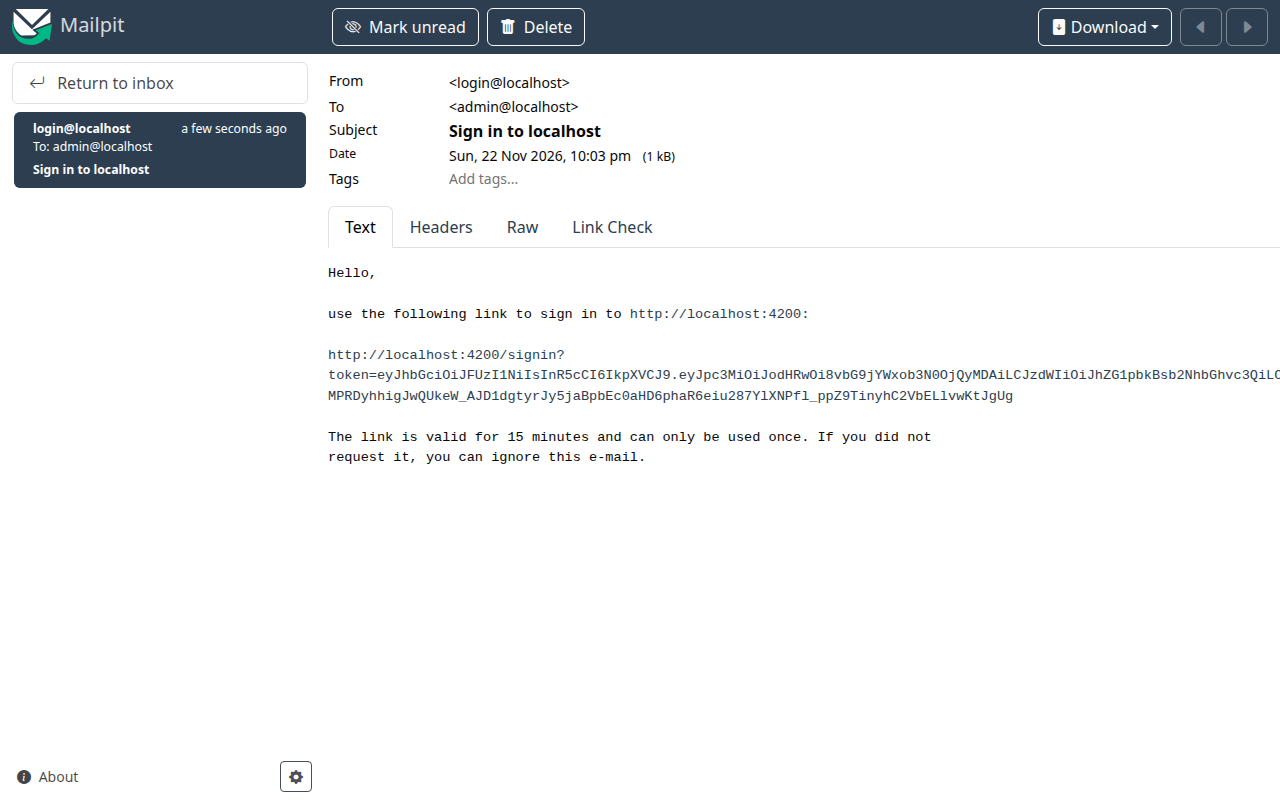 Mailpit
Mark unread
Delete
Download
Return to inbox
login@localhost a few seconds ago
To: admin@localhost
Sign in to localhost
From <login@localhost>
To <admin@localhost>
Subject Sign in to localhost
Date Sun, 22 Nov 2026, 10:03 pm (1 kB)
Tags Add tags...
Text Headers Raw Link Check
Hello,
use the following link to sign in to http://localhost:4200:
http://localhost:4200/signin?
token=eyJhbGciOiJFUzI1NiIsInR5cCI6IkpXVCJ9.eyJpc3MiOiJodHRwOi8vbG9jYWxob3N0OjQyMDAiLCJzdWIiOiJhZG1pbkBsb2NhbGhvc3QiLC
MPRDyhhigJwQUkeW_AJD1dgtyrJy5jaBpbEc0aHD6phaR6eiu287YlXNPfl_ppZ9TinyhC2VbELlvwKtJgUg
The link is valid for 15 minutes and can only be used once. If you did not
request it, you can ignore this e-mail.
About